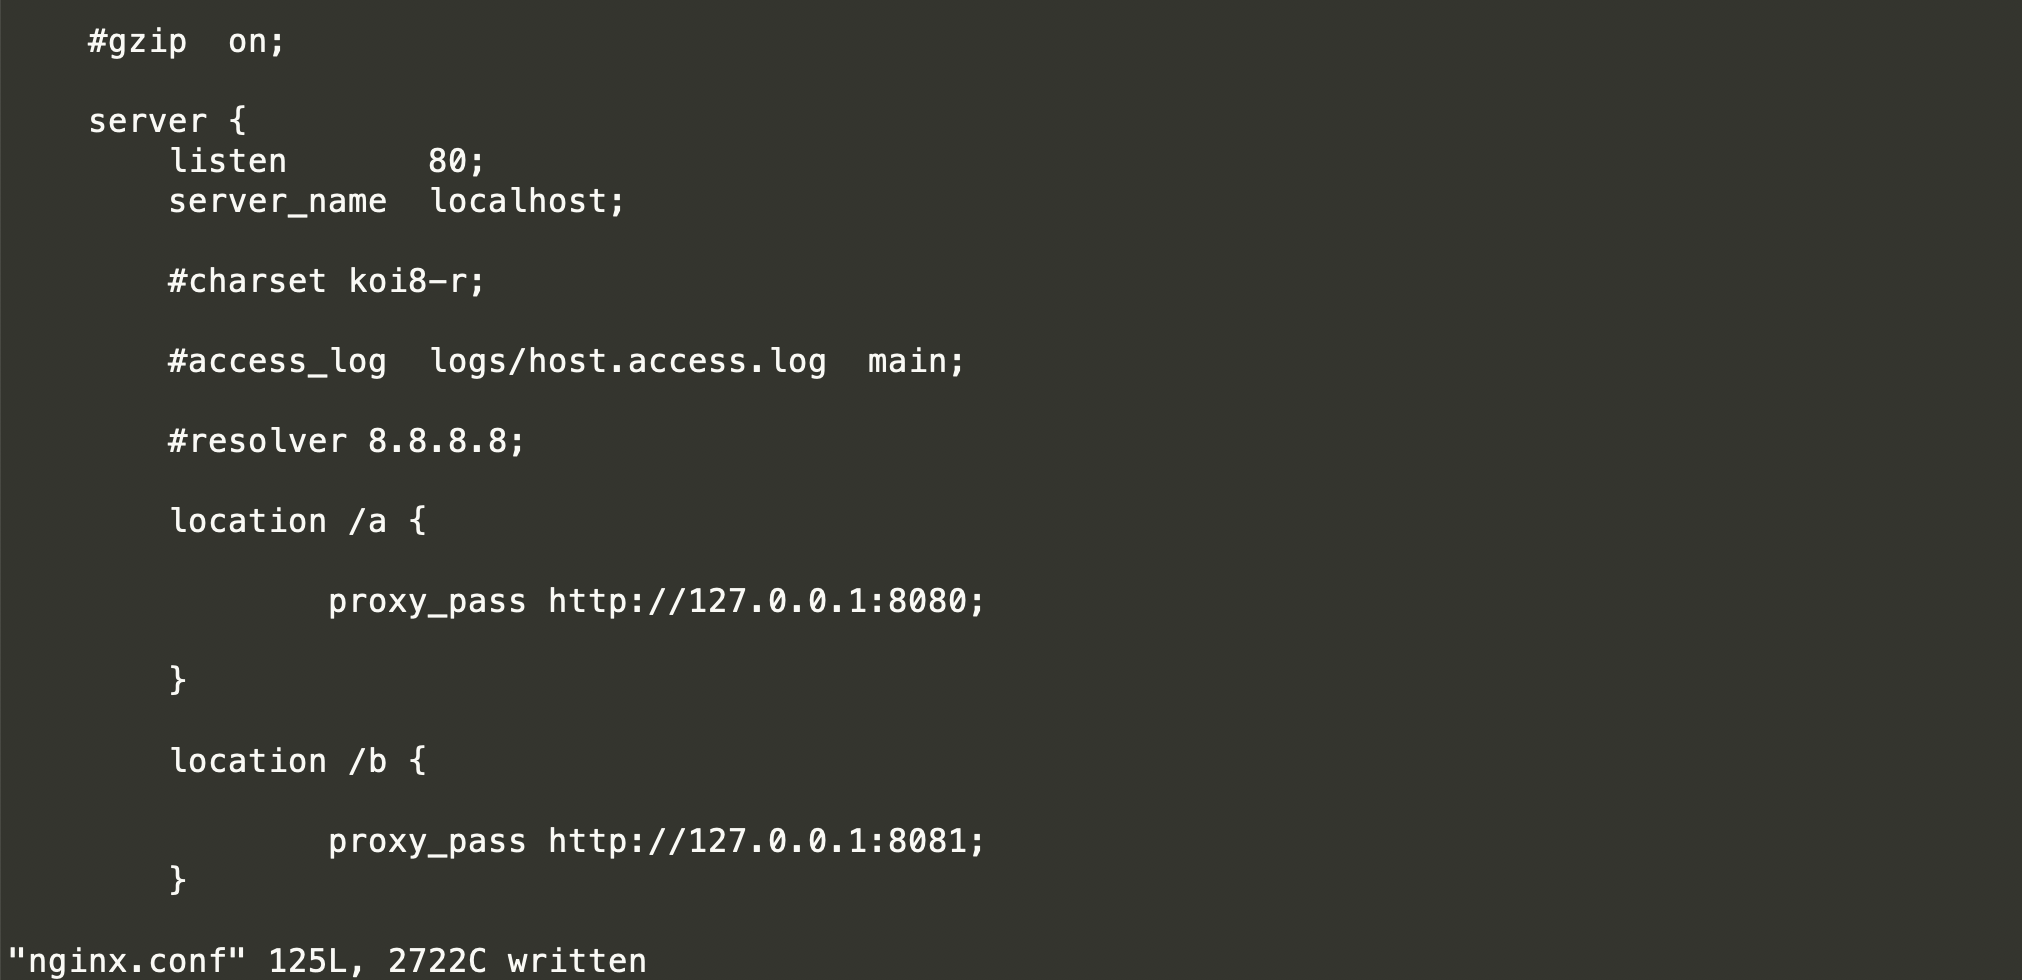 #gzip  on;
server {
listen       80;
server_name  localhost;
#charset koi8-r;
#access_log  logs/host.access.log  main;
#resolver 8.8.8.8;
location /a {
proxy_pass http://127.0.0.1:8080;
}
location /b {
proxy_pass http://127.0.0.1:8081;
}
"nginx.conf" 125L, 2722C written